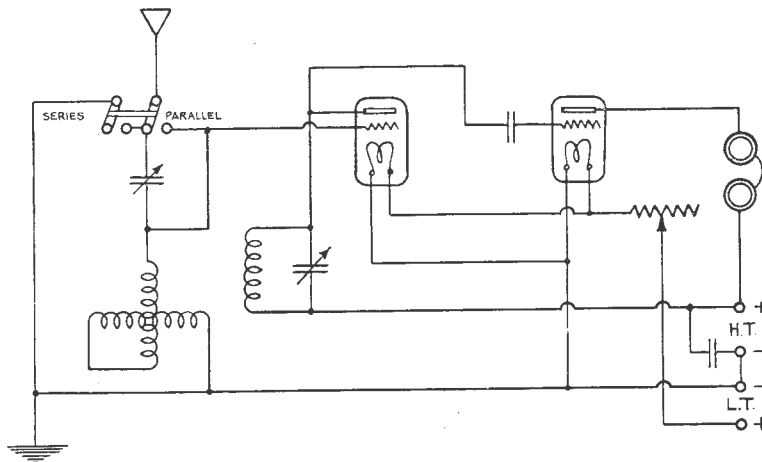 SERIES PARALLEL
+
H.T.
-
-
L.T.
+